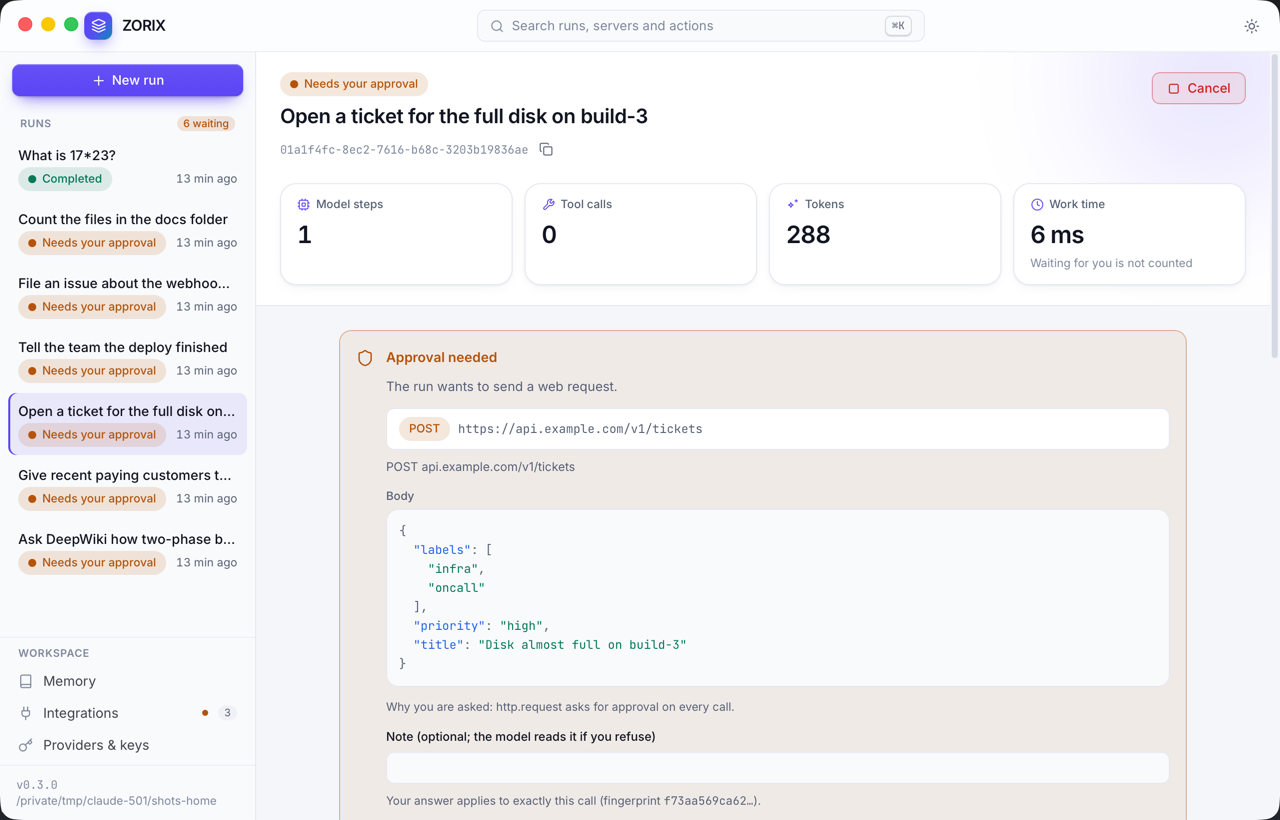 ZORIX
Search runs, servers and actions
⌘K
+ New run
RUNS
6 waiting
What is 17*23?
Completed
13 min ago
Count the files in the docs folder
Needs your approval
13 min ago
File an issue about the webhoo...
Needs your approval
13 min ago
Tell the team the deploy finished
Needs your approval
13 min ago
Open a ticket for the full disk on...
Needs your approval
13 min ago
Give recent paying customers t...
Needs your approval
13 min ago
Ask DeepWiki how two-phase b...
Needs your approval
13 min ago
WORKSPACE
Memory
Integrations
3
Providers & keys
v0.3.0
/private/tmp/claude-501/shots-home
Needs your approval
Cancel
Open a ticket for the full disk on build-3
01a1f4fc-8ec2-7616-b68c-3203b19836ae
Model steps
1
Tool calls
0
Tokens
288
Work time
6 ms
Waiting for you is not counted
Approval needed
The run wants to send a web request.
POST https://api.example.com/v1/tickets
POST api.example.com/v1/tickets
Body
{
"labels": [
"infra",
"oncall"
],
"priority": "high",
"title": "Disk almost full on build-3"
}
Why you are asked: http.request asks for approval on every call.
Note (optional; the model reads it if you refuse)
Your answer applies to exactly this call (fingerprint f73aa569ca62…).